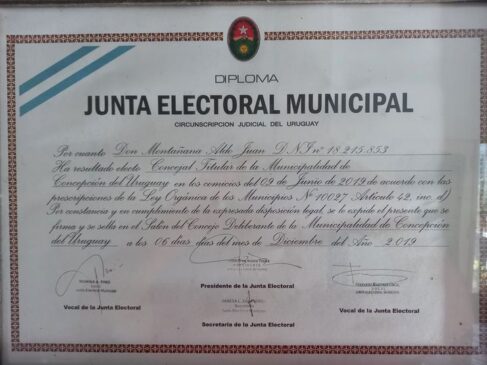 DIPLOMA
JUNTA ELECTORAL MUNICIPAL
CIRCUNSCRIPCION JUDICIAL DEL URUGUAY
Por cuanto Don Montañana Aldo Juan D.N.I nº 18-215-853
Ha resultado electo Concejal Titular de la Municipalidad de
Concepción del Uruguay en los comicios del 09 de Junio de 2019 de acuerdo con las
prescripciones de la Ley Orgánica de los Municipios Nº 10027 Artículo 42, inc. d)
Por constancia y en cumplimiento de la expresada disposición legal, se le expide el presente que se
firma y se sella en el Salón del Concejo Deliberante de la Municipalidad de Concepción
del Uruguay a los 06 días del mes de Diciembre del Año 2019
Presidente de la Junta Electoral
Vocal de la Junta Electoral
Vocal de la Junta Electoral
Secretaria de la Junta Electoral